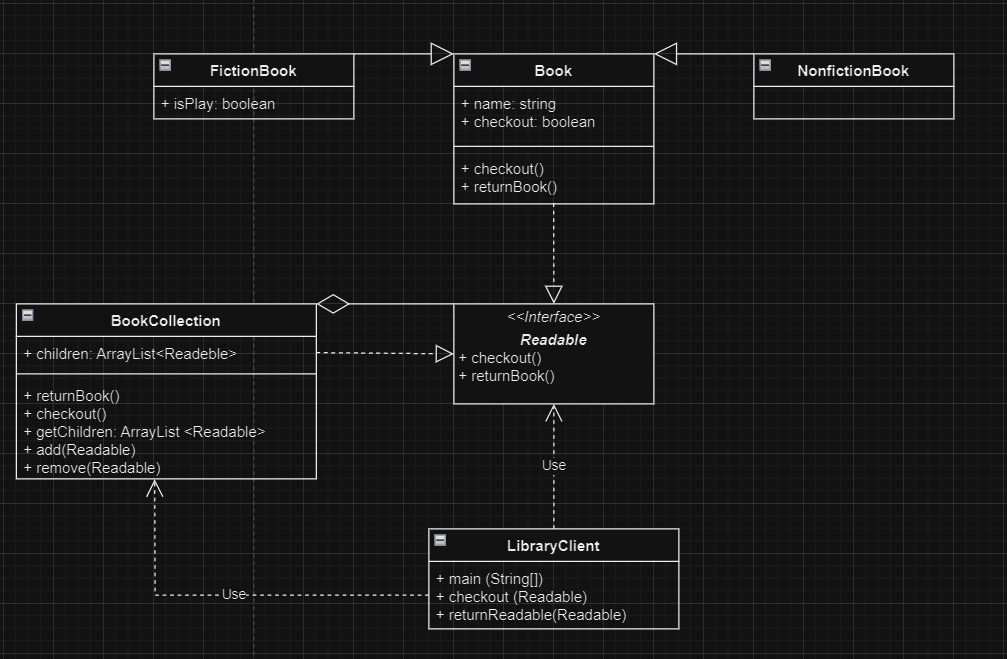 FictionBook
+ isPlay: boolean
Book
+ name: string
+ checkout: boolean
+ checkout()
+ returnBook()
NonfictionBook
BookCollection
+ children: ArrayList<Readeble>
+ returnBook()
+ checkout()
+ getChildren: ArrayList <Readable>
+ add(Readable)
+ remove(Readable)
<<Interface>>
Readable
+ checkout()
+ returnBook()
Use
LibraryClient
+ main (String[])
+ checkout (Readable)
+ returnReadable(Readable)
Use